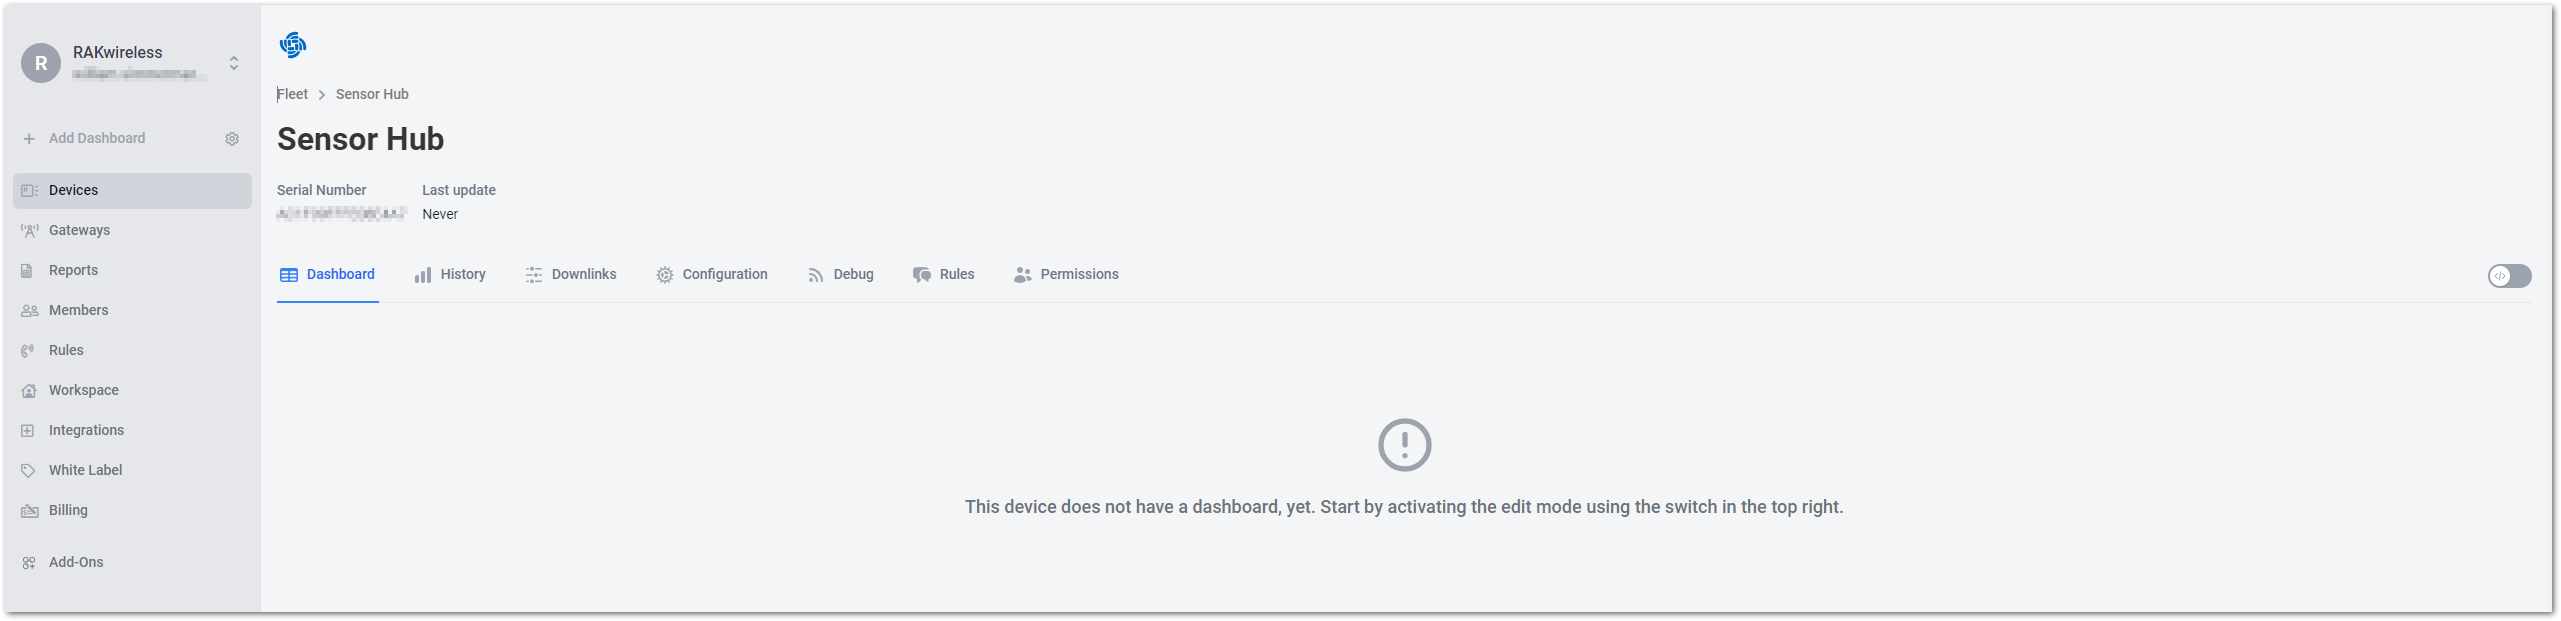 R
RAKwireless
Add Dashboard
Devices
Gateways
Reports
Members
Rules
Workspace
Integrations
White Label
Billing
Add-Ons
Fleet > Sensor Hub
Sensor Hub
Serial Number Last update
Never
Dashboard History Downlinks Configuration Debug Rules Permissions
This device does not have a dashboard, yet. Start by activating the edit mode using the switch in the top right.